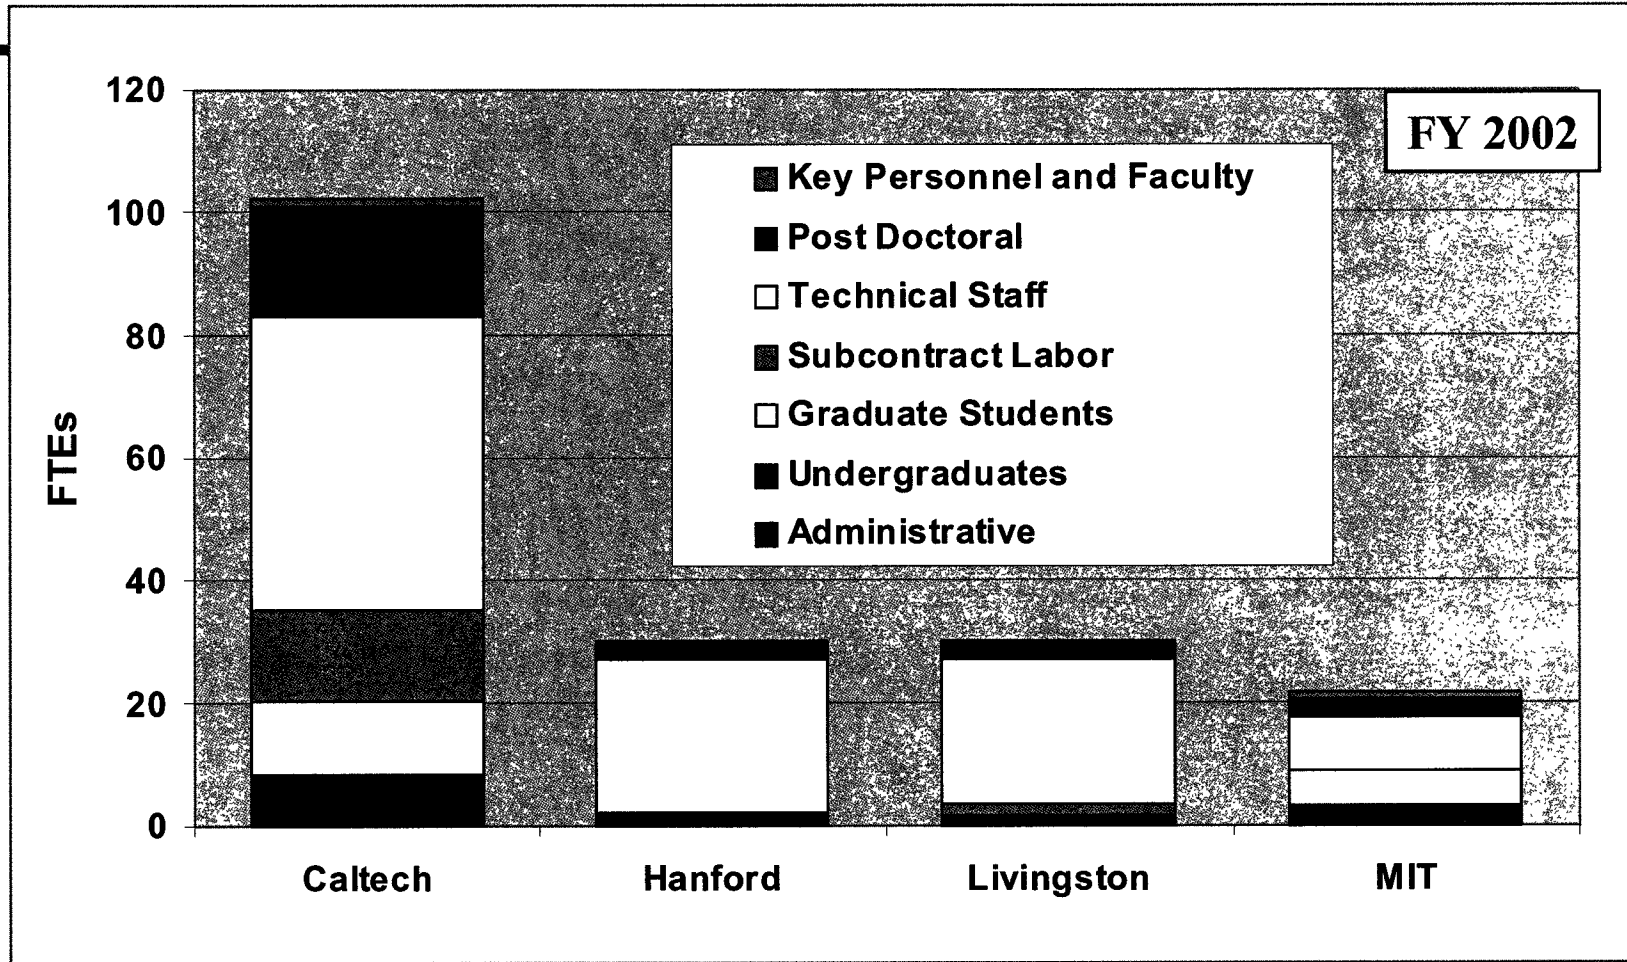 FY 2002
120
100
80
60
40
20
0
FTEs
Key Personnel and Faculty
Post Doctoral
Technical Staff
Subcontract Labor
Graduate Students
Undergraduates
Administrative
Caltech
Hanford
Livingston
MIT